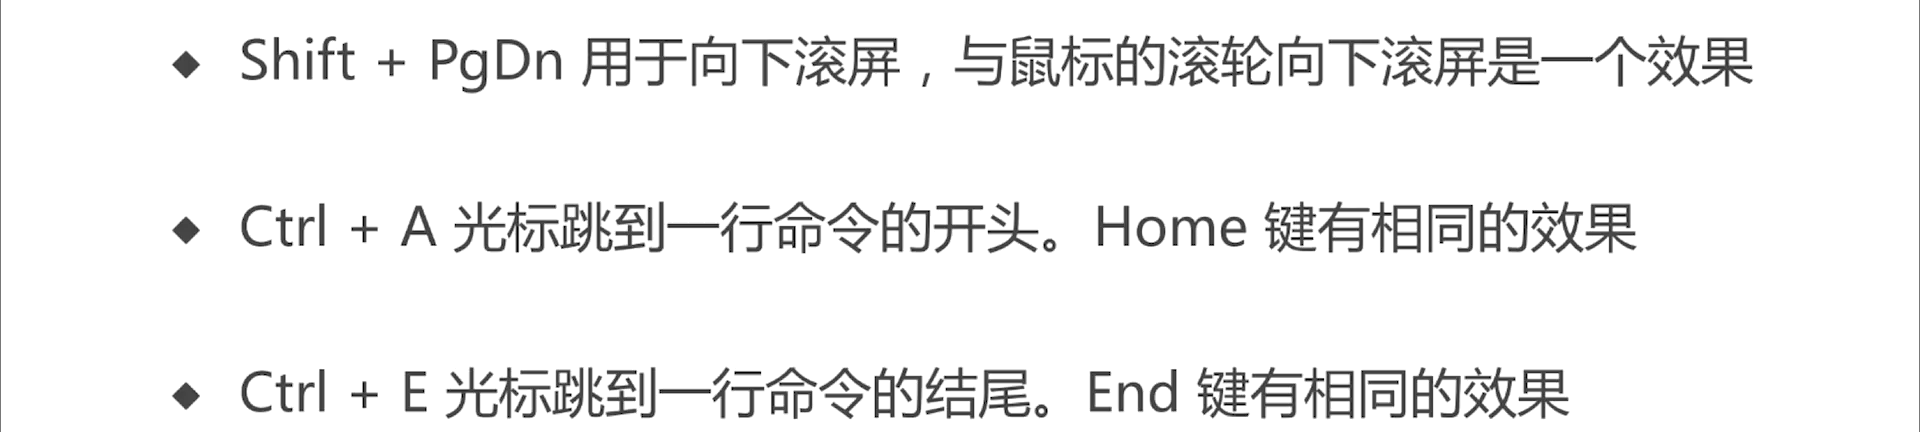 ◆ Shift + PgDn 用于向下滚屏，与鼠标的滚轮向下滚屏是一个效果
◆ Ctrl + A 光标跳到一行命令的开头。Home 键有相同的效果
◆ Ctrl + E 光标跳到一行命令的结尾。End 键有相同的效果